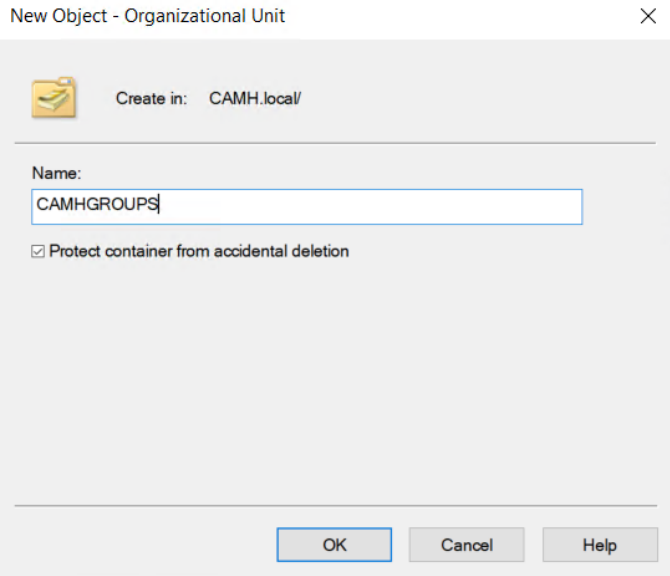 New Object - Organizational Unit
Create in: CAMH.local/
Name:
CAMHGROUPS
Protect container from accidental deletion
OK Cancel Help